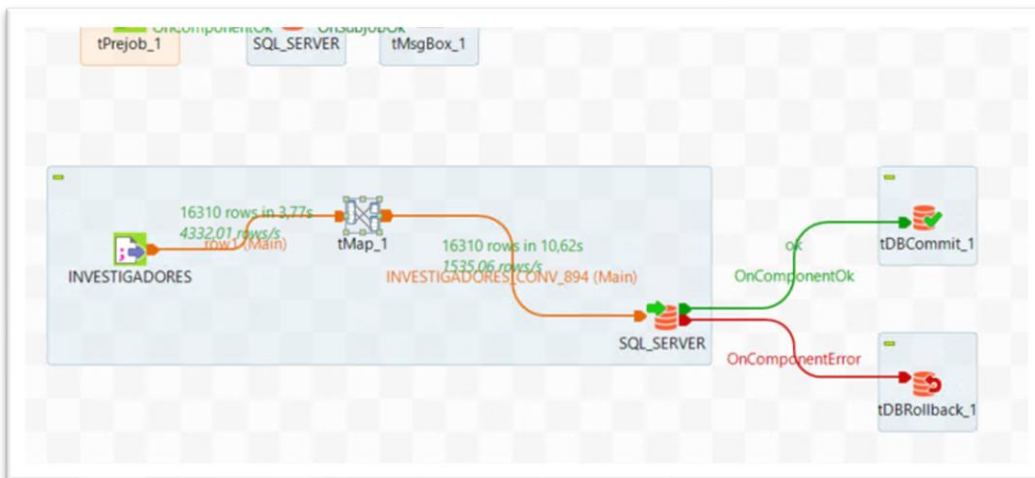 OnComponentOk
OnSubjobOk
tPrejob_1
SQL_SERVER
tMsgBox_1
16310 rows in 3,77s
4332,01 rows/s
row1 (Main)
tMap_1
INVESTIGADORES
16310 rows in 10,62s
1535,06 rows/s
INVESTIGADORES_CONV_894 (Main)
SQL_SERVER
ok
OnComponentOk
tDBCommit_1
OnComponentError
tDBRollback_1